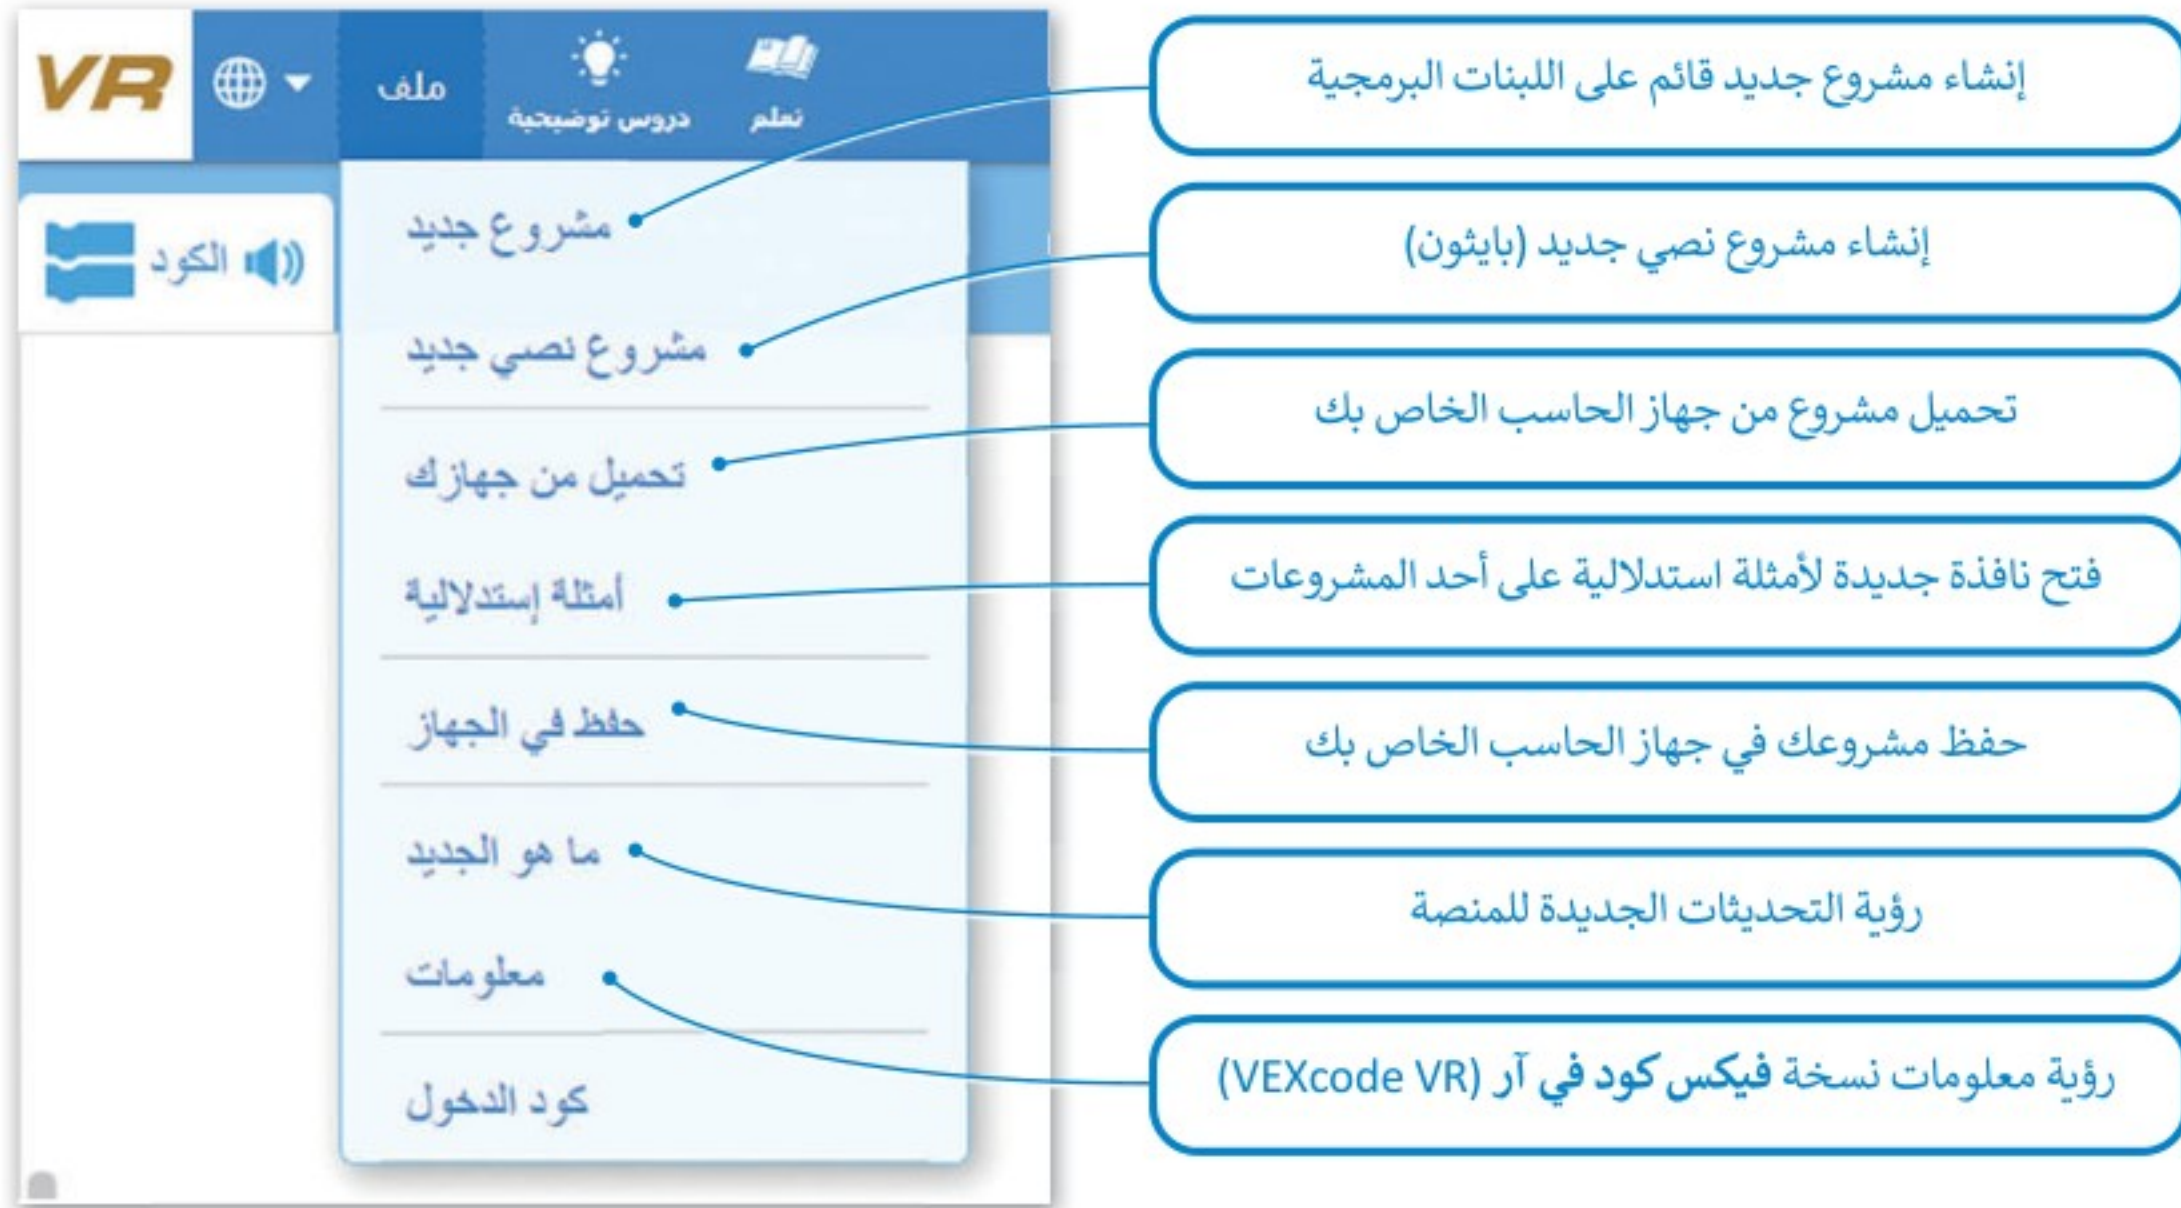 VR
ملف
دروس توضيحية
تعلم
الكود
مشروع جديد
مشروع نصي جديد
تحميل من جهازك
أمثلة إستدلالية
حفظ في الجهاز
ما هو الجديد
معلومات
كود الدخول
إنشاء مشروع جديد قائم على اللبنات البرمجية
إنشاء مشروع نصي جديد (بايثون)
تحميل مشروع من جهاز الحاسب الخاص بك
فتح نافذة جديدة لأمثلة استدلالية على أحد المشروعات
حفظ مشروعك في جهاز الحاسب الخاص بك
رؤية التحديثات الجديدة للمنصة
رؤية معلومات نسخة فيكس كود في آر (VEXcode VR)